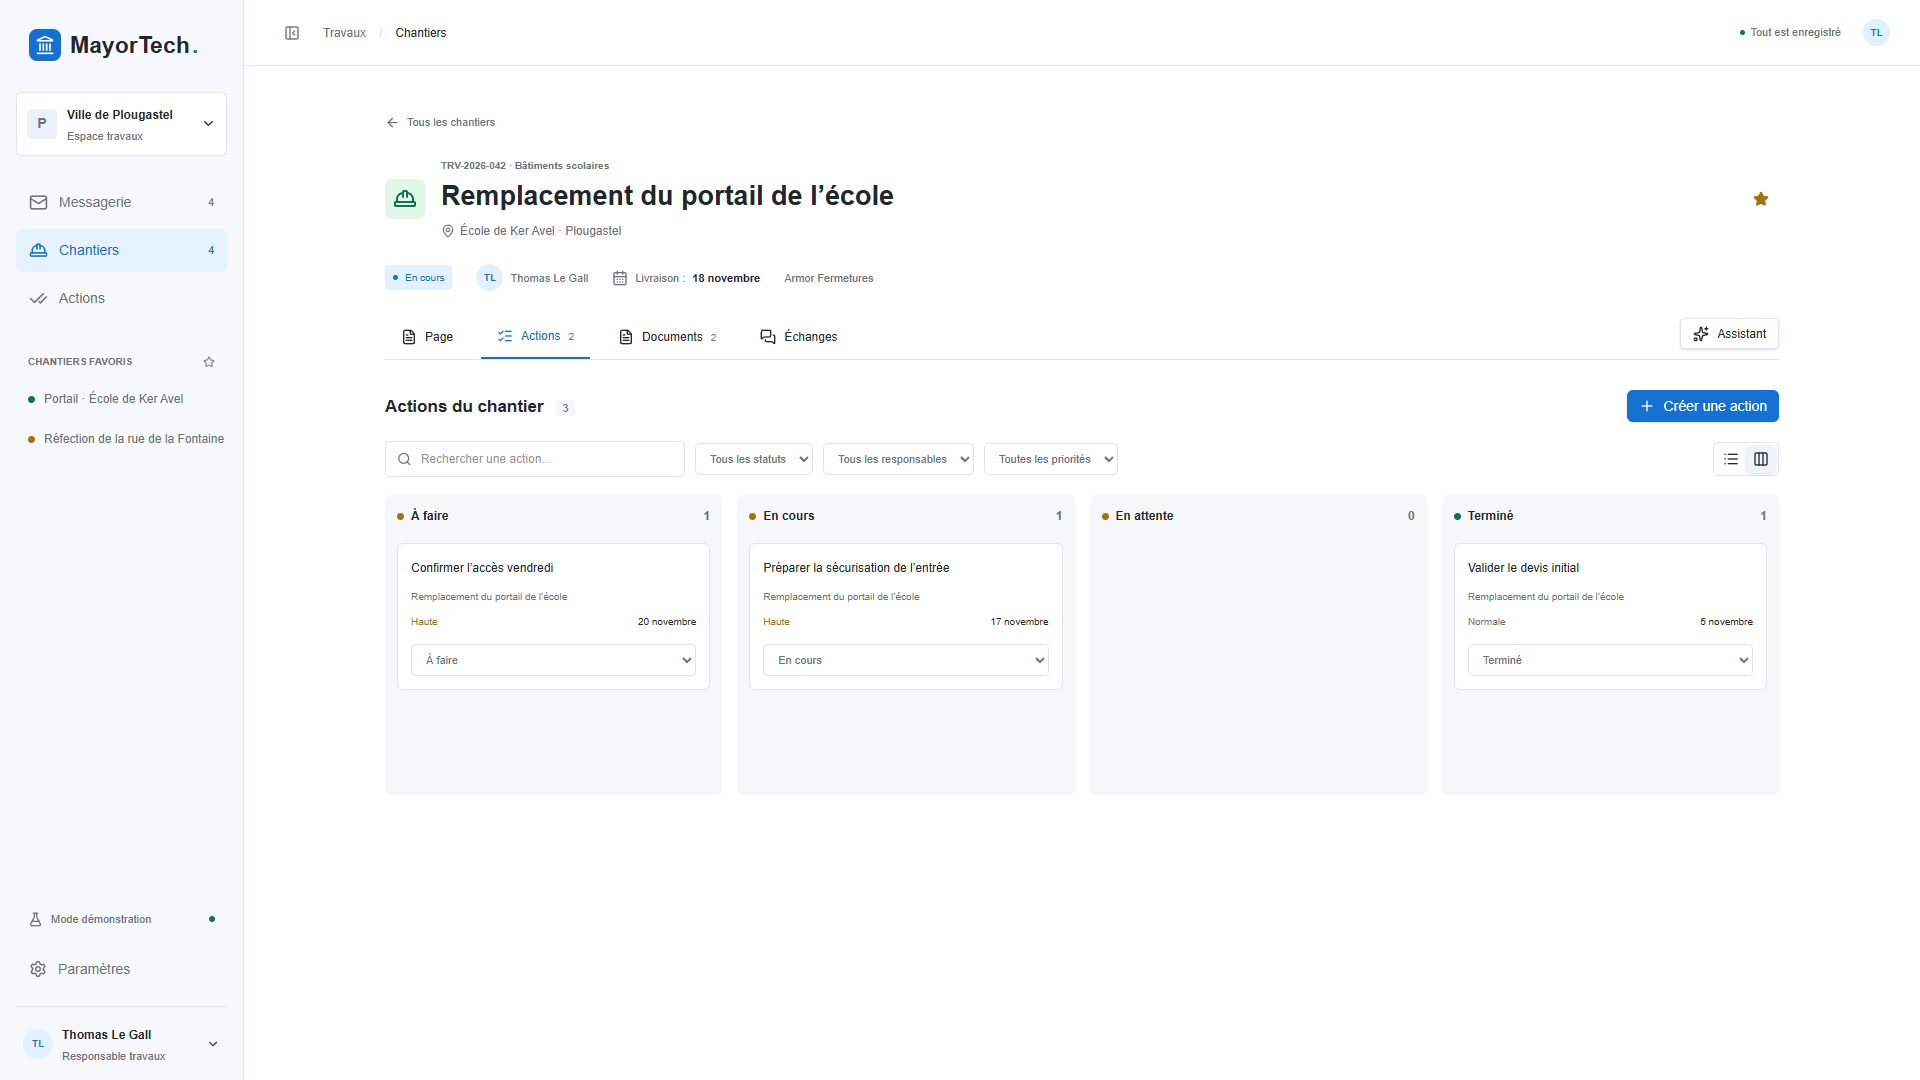 MayorTech.
P
Ville de Plougastel
Espace travaux
Messagerie 4
Chantiers 4
Actions
CHANTIERS FAVORIS
Portail · École de Ker Avel
Réfection de la rue de la Fontaine
Mode démonstration
Paramètres
TL
Thomas Le Gall
Responsable travaux
Travaux / Chantiers
Tout est enregistré
TL
Tous les chantiers
TRV-2026-042 · Bâtiments scolaires
Remplacement du portail de l’école
École de Ker Avel · Plougastel
En cours
TL Thomas Le Gall
Livraison : 18 novembre
Armor Fermetures
Page
Actions 2
Documents 2
Échanges
Assistant
Actions du chantier 3
Créer une action
Rechercher une action…
Tous les statuts
Tous les responsables
Toutes les priorités
À faire 1
Confirmer l’accès vendredi
Remplacement du portail de l’école
Haute 20 novembre
À faire
En cours 1
Préparer la sécurisation de l’entrée
Remplacement du portail de l’école
Haute 17 novembre
En cours
En attente 0
Terminé 1
Valider le devis initial
Remplacement du portail de l’école
Normale 5 novembre
Terminé